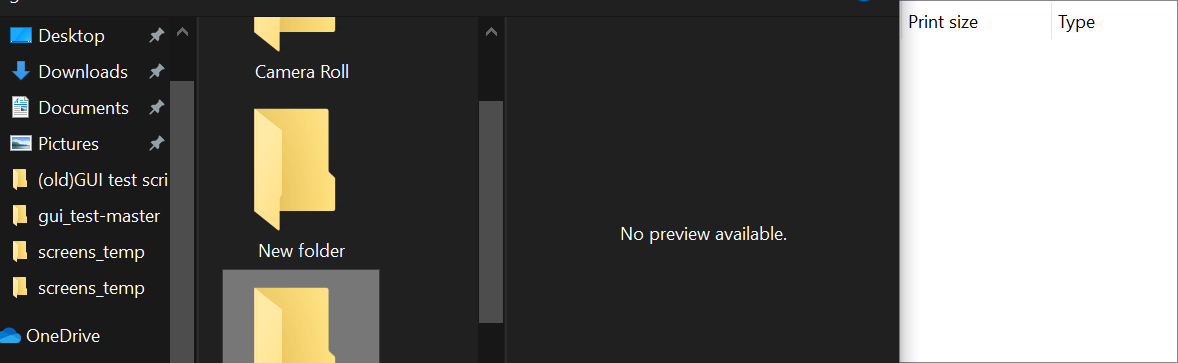 Desktop
Downloads
Documents
Pictures
(old)GUI test scri
gui_test-master
screens_temp
screens_temp
OneDrive
Camera Roll
New folder
No preview available.
Print size
Type